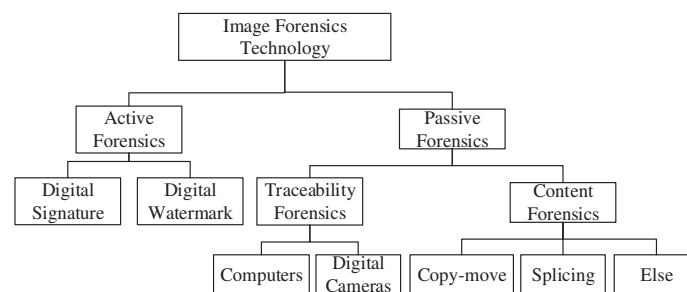 Image Forensics
Technology
Active
Forensics
Passive
Forensics
Digital
Signature
Digital
Watermark
Traceability
Forensics
Content
Forensics
Computers
Digital
Cameras
Copy-move
Splicing
Else